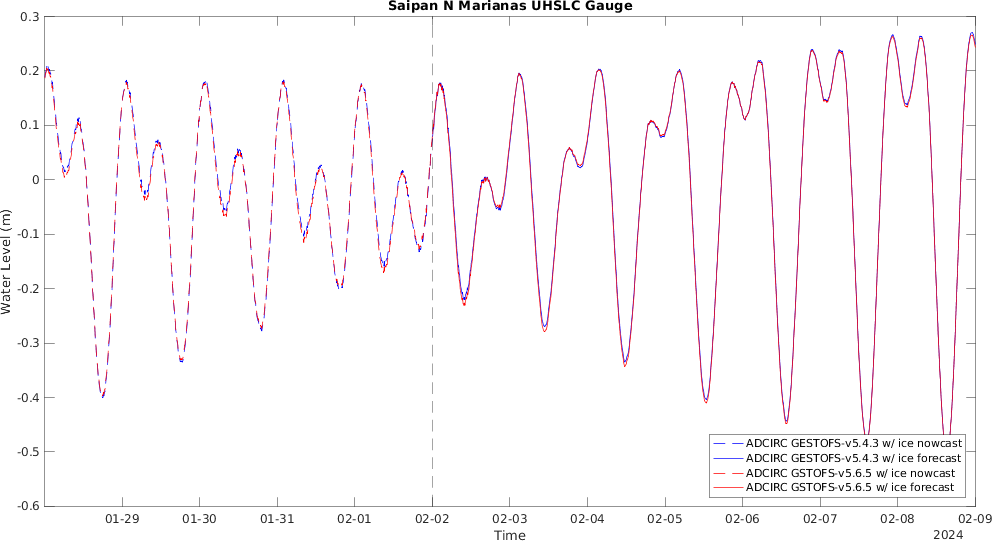 Saipan N Marianas UHSLC Gauge
0.3
0.2
0.1
0
-0.1
-0.2
-0.3
-0.4
-0.5
-0.6
Water Level (m)
ADCIRC GESTOFS-v5.4.3 w/ ice nowcast
ADCIRC GESTOFS-v5.4.3 w/ ice forecast
ADCIRC GSTOFS-v5.6.5 w/ ice nowcast
ADCIRC GSTOFS-v5.6.5 w/ ice forecast
01-29 01-30 01-31 02-01 02-02 02-03 02-04 02-05 02-06 02-07 02-08 02-09
Time
2024